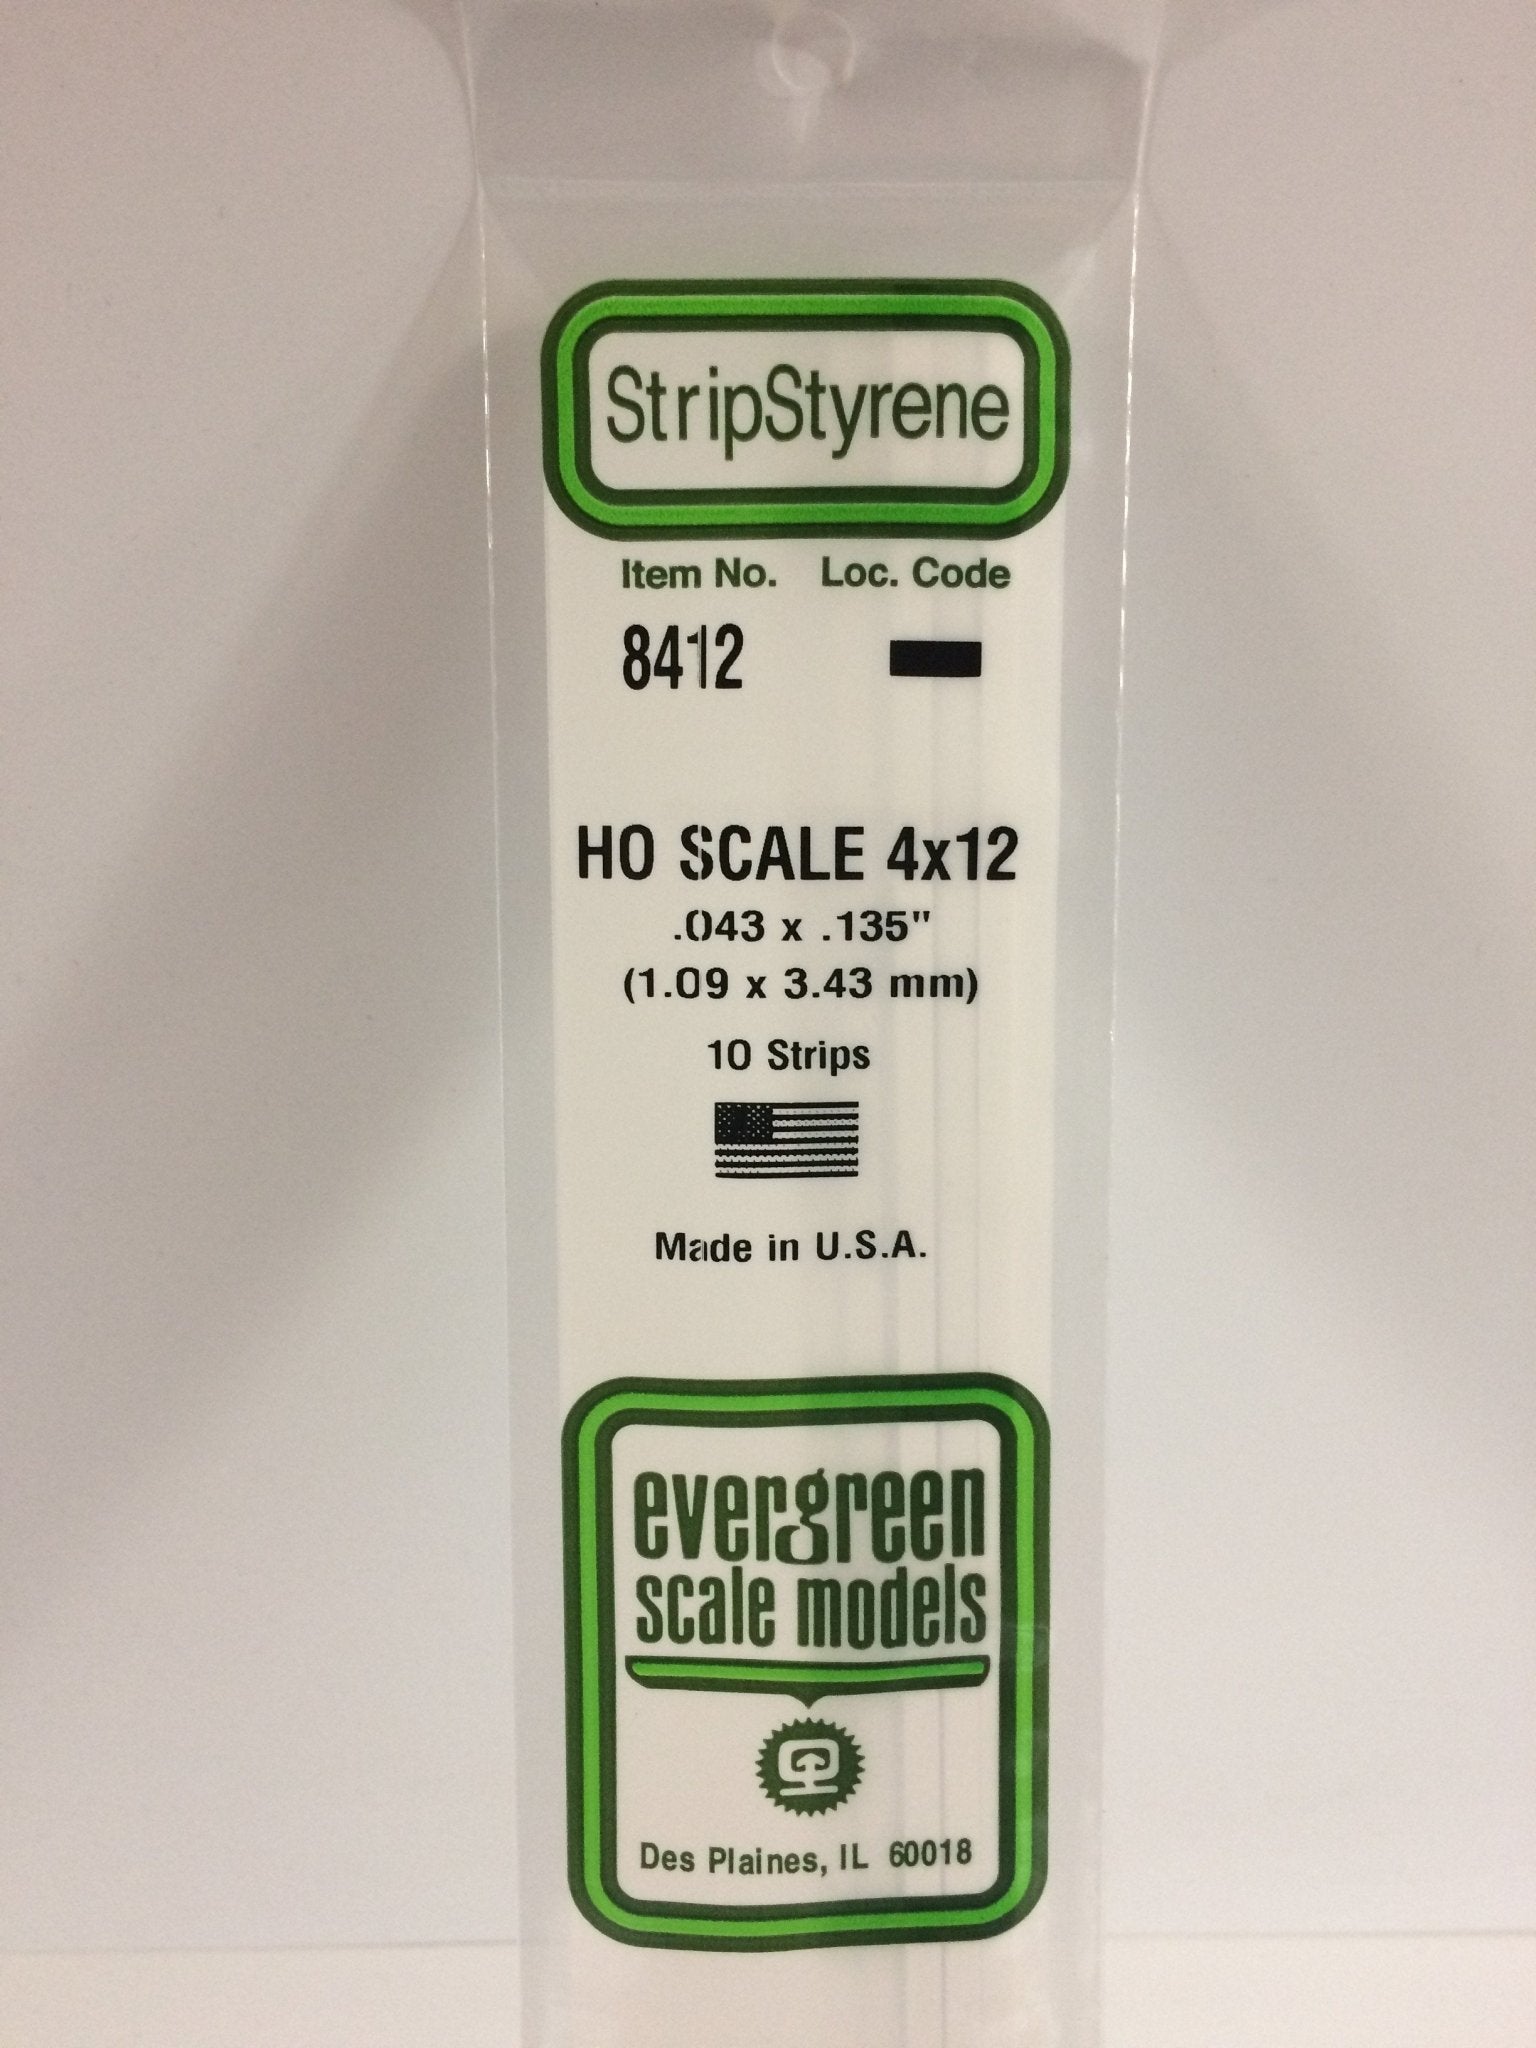 StripStyrene
Item No. Loc. Code
8412
HO SCALE 4x12
.043 x .135"
(1.09 x 3.43 mm)
10 Strips
Made in U.S.A.
evergreen
scale models
Des Plaines, IL 60018